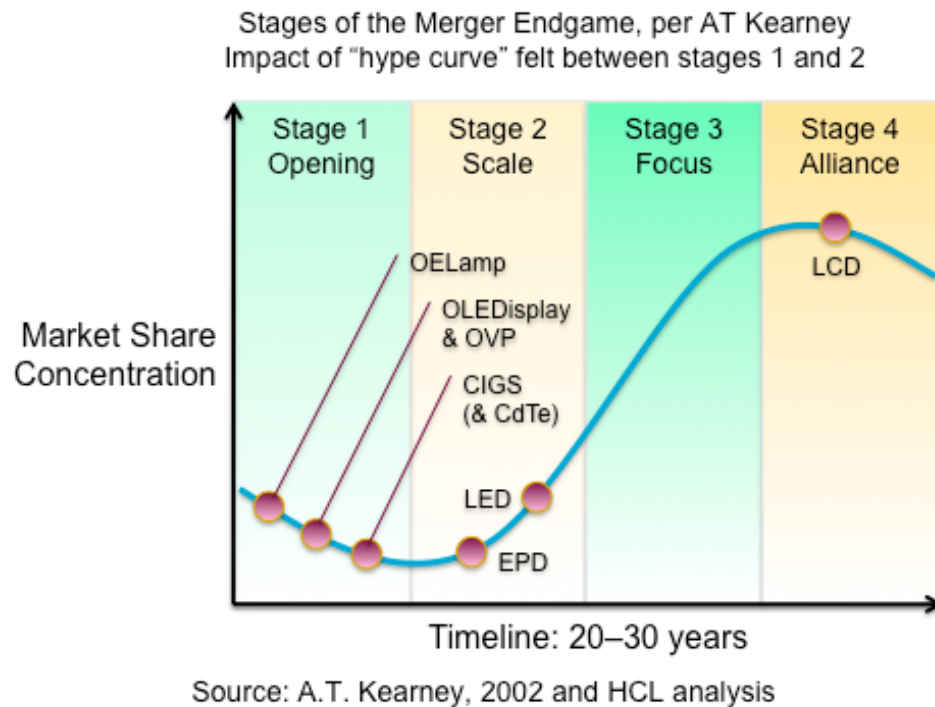 Stages of the Merger Endgame, per AT Kearney
Impact of “hype curve” felt between stages 1 and 2
Stage 1
Opening
Stage 2
Scale
Stage 3
Focus
Stage 4
Alliance
OELamp
OLEDisplay
& OVP
CIGS
(& CdTe)
LED
EPD
LCD
Market Share
Concentration
Timeline: 20–30 years
Source: A.T. Kearney, 2002 and HCL analysis